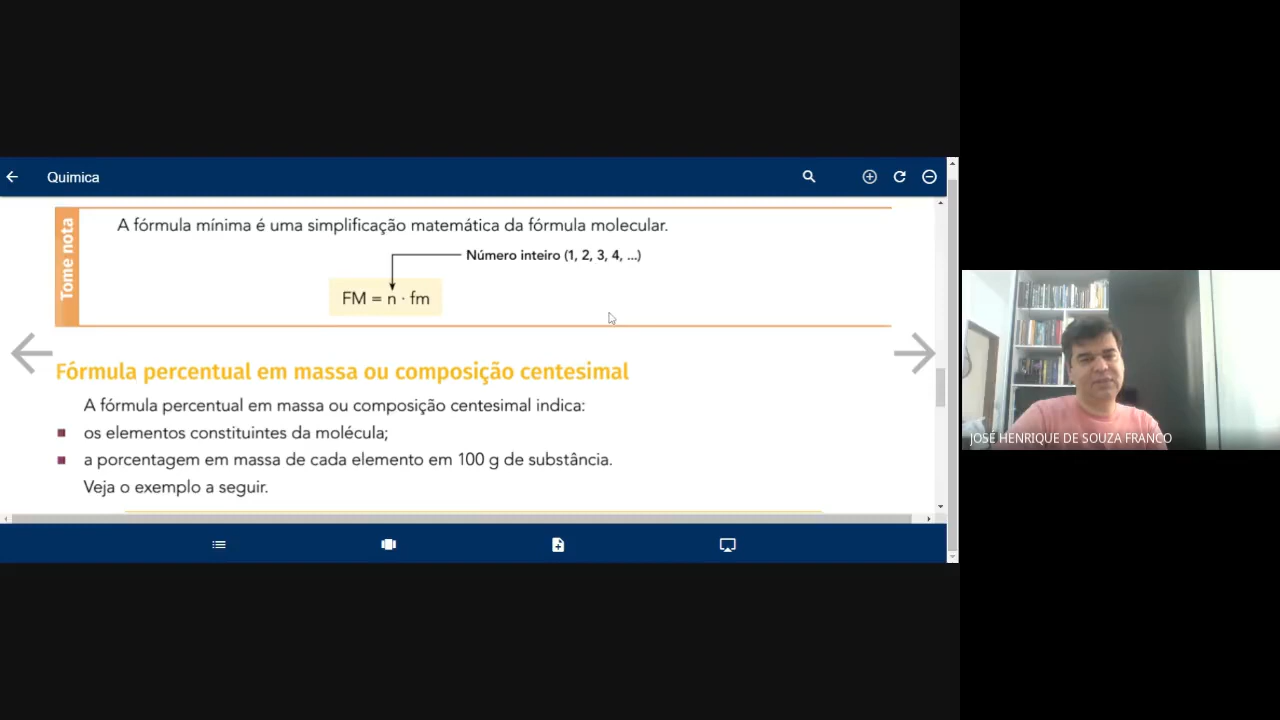 Quimica
Tome nota
A fórmula mínima é uma simplificação matemática da fórmula molecular.
Número inteiro (1, 2, 3, 4, ...)
FM = n · fm
Fórmula percentual em massa ou composição centesimal
A fórmula percentual em massa ou composição centesimal indica:
os elementos constituintes da molécula;
a porcentagem em massa de cada elemento em 100 g de substância.
Veja o exemplo a seguir.
JOSÉ HENRIQUE DE SOUZA FRANCO